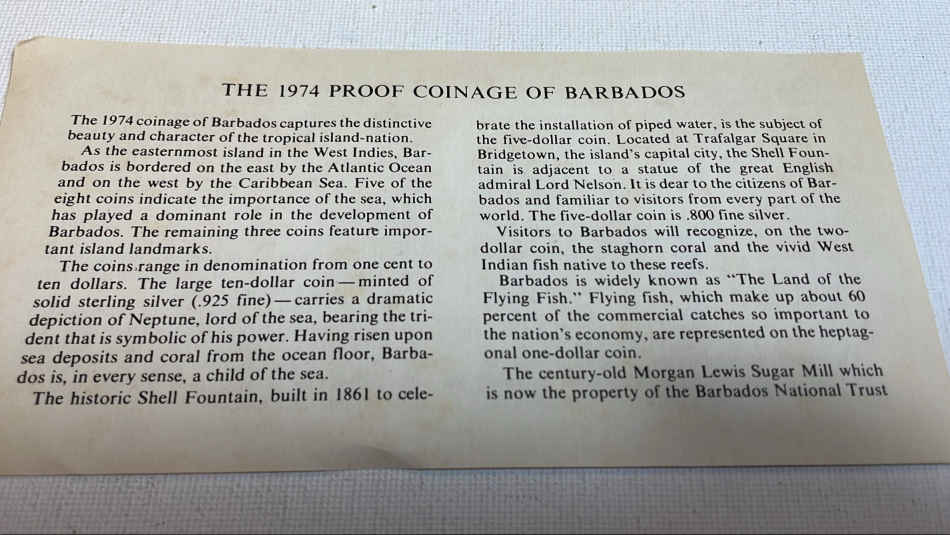 THE 1974 PROOF COINAGE OF BARBADOS
The 1974 coinage of Barbados captures the distinctive
beauty and character of the tropical island-nation.
As the easternmost island in the West Indies, Bar-
bados is bordered on the east by the Atlantic Ocean
and on the west by the Caribbean Sea. Five of the
eight coins indicate the importance of the sea, which
has played a dominant role in the development of
Barbados. The remaining three coins feature impor-
tant island landmarks.
The coins range in denomination from one cent to
ten dollars. The large ten-dollar coin — minted of
solid sterling silver (.925 fine) — carries a dramatic
depiction of Neptune, lord of the sea, bearing the tri-
dent that is symbolic of his power. Having risen upon
sea deposits and coral from the ocean floor, Barba-
dos is, in every sense, a child of the sea.
The historic Shell Fountain, built in 1861 to cele-
brate the installation of piped water, is the subject of
the five-dollar coin. Located at Trafalgar Square in
Bridgetown, the island's capital city, the Shell Foun-
tain is adjacent to a statue of the great English
admiral Lord Nelson. It is dear to the citizens of Bar-
bados and familiar to visitors from every part of the
world. The five-dollar coin is .800 fine silver.
Visitors to Barbados will recognize, on the two-
dollar coin, the staghorn coral and the vivid West
Indian fish native to these reefs.
Barbados is widely known as "The Land of the
Flying Fish." Flying fish, which make up about 60
percent of the commercial catches so important to
the nation's economy, are represented on the heptag-
onal one-dollar coin.
The century-old Morgan Lewis Sugar Mill which
is now the property of the Barbados National Trust